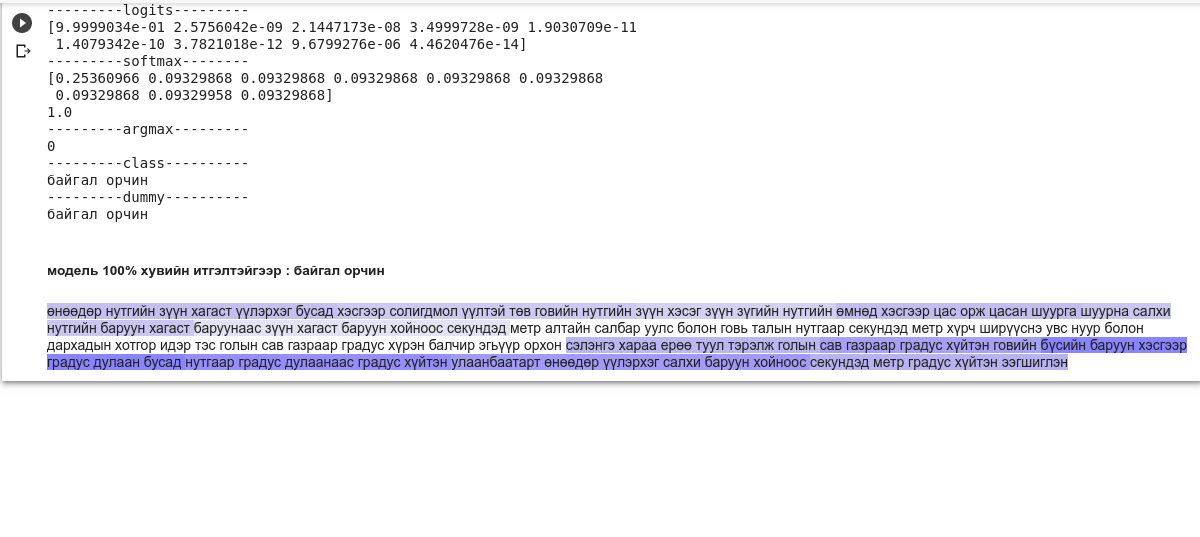 ---------logits---------
[9.9999034e-01 2.5756042e-09 2.1447173e-08 3.4999728e-09 1.9030709e-11
1.4079342e-10 3.7821018e-12 9.6799276e-06 4.4620476e-14]
---------softmax--------
[0.25360966 0.09329868 0.09329868 0.09329868 0.09329868 0.09329868
0.09329868 0.09329958 0.09329868]
1.0
---------argmax---------
0
---------class----------
байгал орчин
---------dummy----------
байгал орчин
модель 100% хувийн итгэлтэйгээр : байгал орчин
өнөөдөр нутгийн зүүн хагаст үүлэрхэг бусад хэсгээр солигдмол үүлтэй төв говийн нутгийн зүүн хэсэг зүүн зүгийн нутгийн өмнөд хэсгээр цас орж цасан шуурга шуурна салхи
нутгийн баруун хагаст баруунаас зүүн хагаст баруун хойноос секундэд метр алтайн салбар уулс болон говь талын нутгаар секундэд метр хүрч ширүүснэ увс нуур болон
дархадын хотгор идэр тэс голын сав газраар градус хүрэн балчир эгьүүр орхон сэлэнгэ хараа ерөө туул тэрэлж голын сав газраар градус хүйтэн говийн бүсийн баруун хэсгээр
градус дулаан бусад нутгаар градус дулаанаас градус хүйтэн улаанбаатарт өнөөдөр үүлэрхэг салхи баруун хойноос секундэд метр градус хүйтэн ээгшиглэн